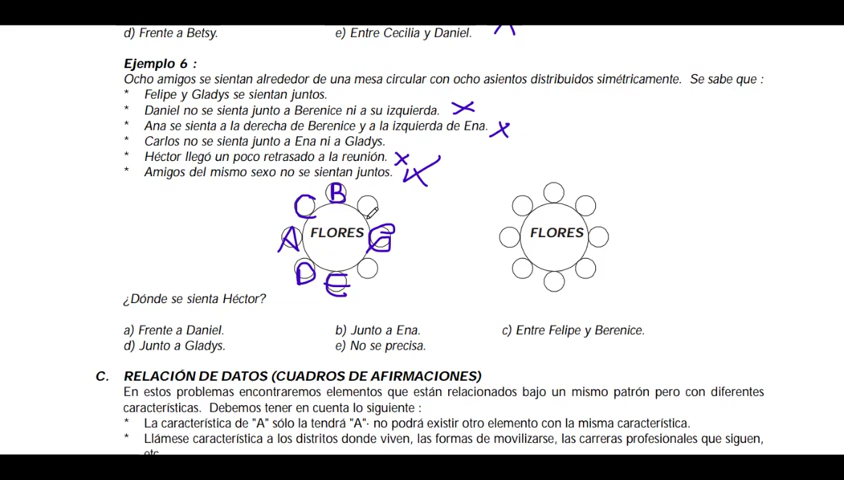 d) Frente a Betsy. e) Entre Cecilia y Daniel.
Ejemplo 6 :
Ocho amigos se sientan alrededor de una mesa circular con ocho asientos distribuidos simétricamente. Se sabe que :
* Felipe y Gladys se sientan juntos.
* Daniel no se sienta junto a Berenice ni a su izquierda.
* Ana se sienta a la derecha de Berenice y a la izquierda de Ena.
* Carlos no se sienta junto a Ena ni a Gladys.
* Héctor llegó un poco retrasado a la reunión.
* Amigos del mismo sexo no se sientan juntos.
B
C
A FLORES G FLORES
D E
¿Dónde se sienta Héctor?
a) Frente a Daniel. b) Junto a Ena. c) Entre Felipe y Berenice.
d) Junto a Gladys. e) No se precisa.
C. RELACIÓN DE DATOS (CUADROS DE AFIRMACIONES)
En estos problemas encontraremos elementos que están relacionados bajo un mismo patrón pero con diferentes
características. Debemos tener en cuenta lo siguiente :
* La característica de "A" sólo la tendrá "A"· no podrá existir otro elemento con la misma característica.
* Llámese característica a los distritos donde viven, las formas de movilizarse, las carreras profesionales que siguen,
etc